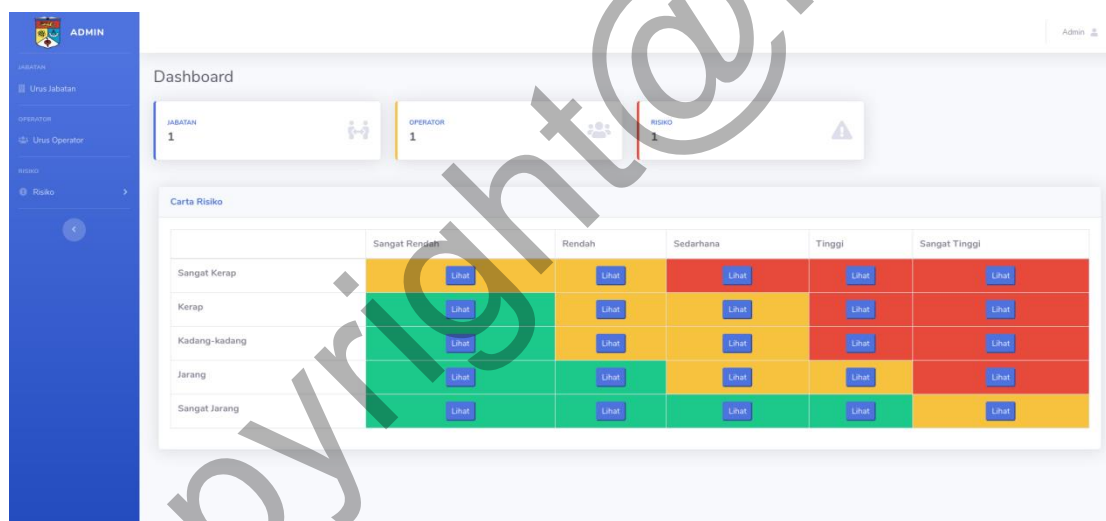 ADMIN
Admin
JABATAN
Urus Jabatan
OPERATOR
Urus Operator
RISIKO
Risiko
Dashboard
JABATAN
1
OPERATOR
1
RISIKO
1
Carta Risiko
Sangat Rendah Rendah Sedarhana Tinggi Sangat Tinggi
Sangat Kerap Lihat Lihat Lihat Lihat Lihat
Kerap Lihat Lihat Lihat Lihat Lihat
Kadang-kadang Lihat Lihat Lihat Lihat Lihat
Jarang Lihat Lihat Lihat Lihat Lihat
Sangat Jarang Lihat Lihat Lihat Lihat Lihat
pyright@